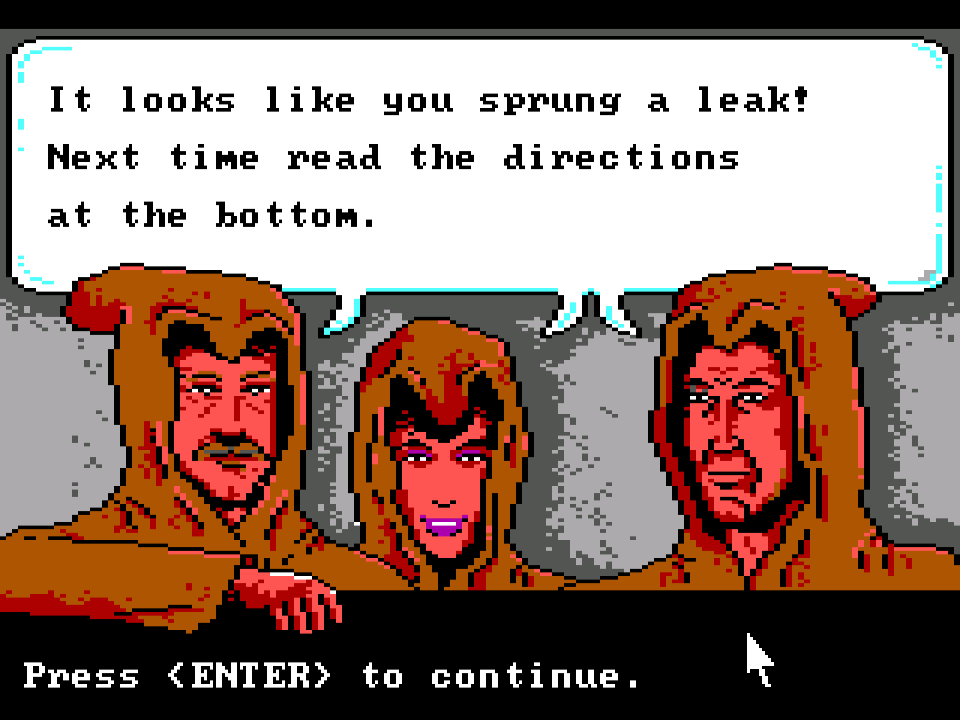 It looks like you sprung a leak!
Next time read the directions
at the bottom.
Press <ENTER> to continue.